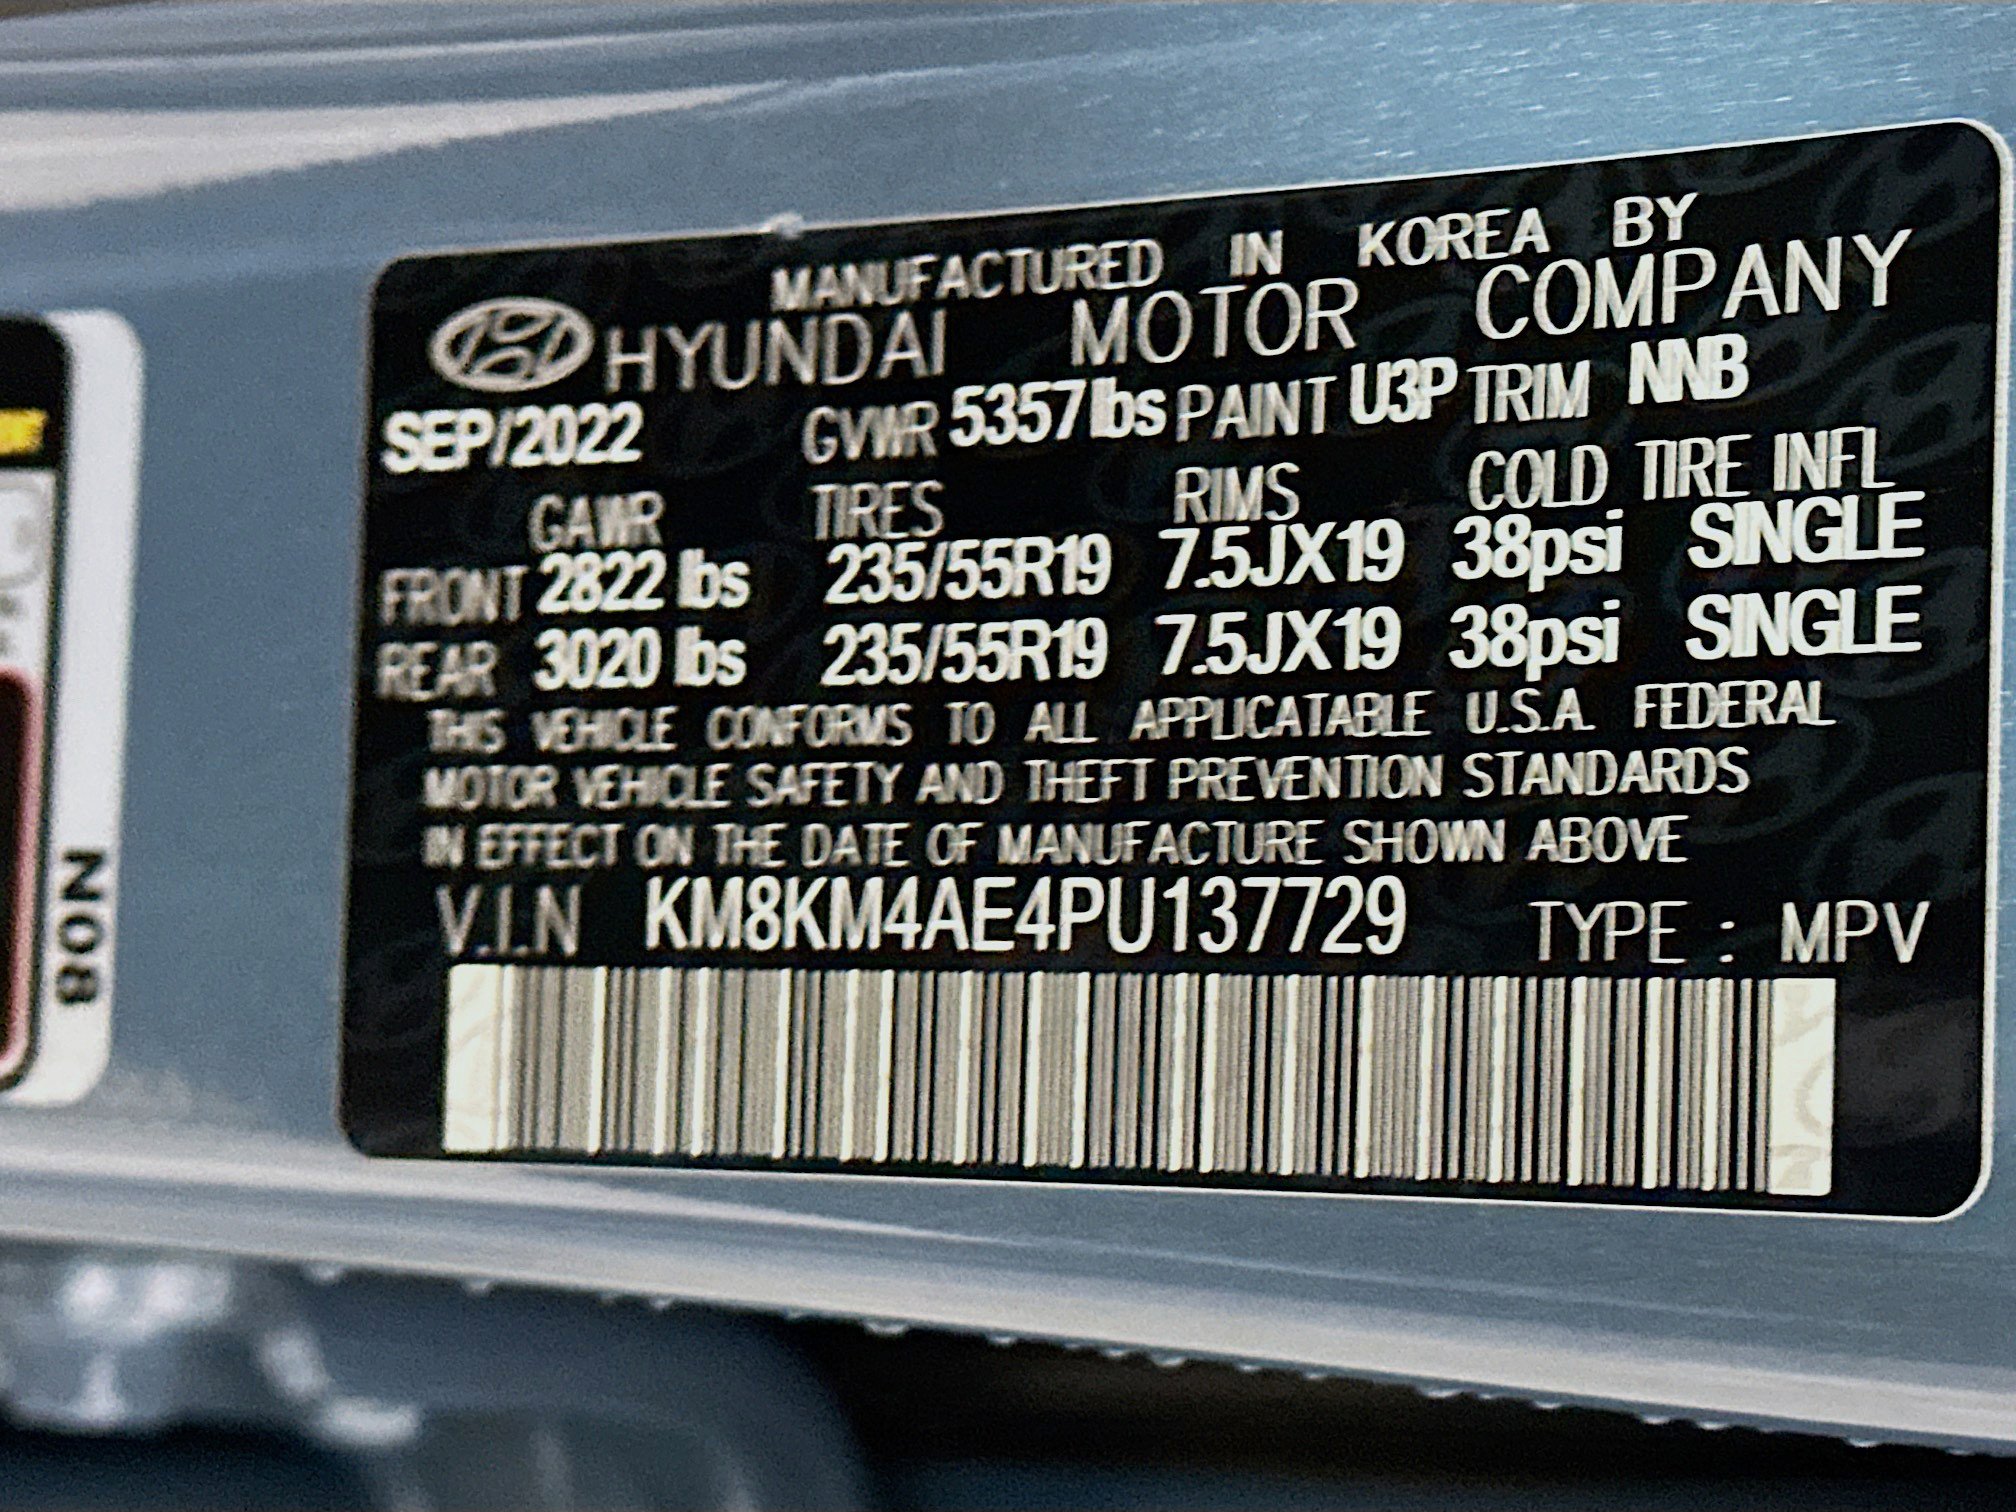 MANUFACTURED IN KOREA BY
HYUNDAI MOTOR COMPANY
SEP/2022 GVWR 5357lbs PAINT U3P TRIM NNB
GAWR TIRES RIMS COLD TIRE INFL
FRONT 2822 lbs 235/55R19 7.5JX19 38psi SINGLE
REAR 3020 lbs 235/55R19 7.5JX19 38psi SINGLE
THIS VEHICLE CONFORMS TO ALL APPLICATABLE U.S.A. FEDERAL
MOTOR VEHICLE SAFETY AND THEFT PREVENTION STANDARDS
IN EFFECT ON THE DATE OF MANUFACTURE SHOWN ABOVE
V.I.N KM8KM4AE4PU137729 TYPE : MPV
N08